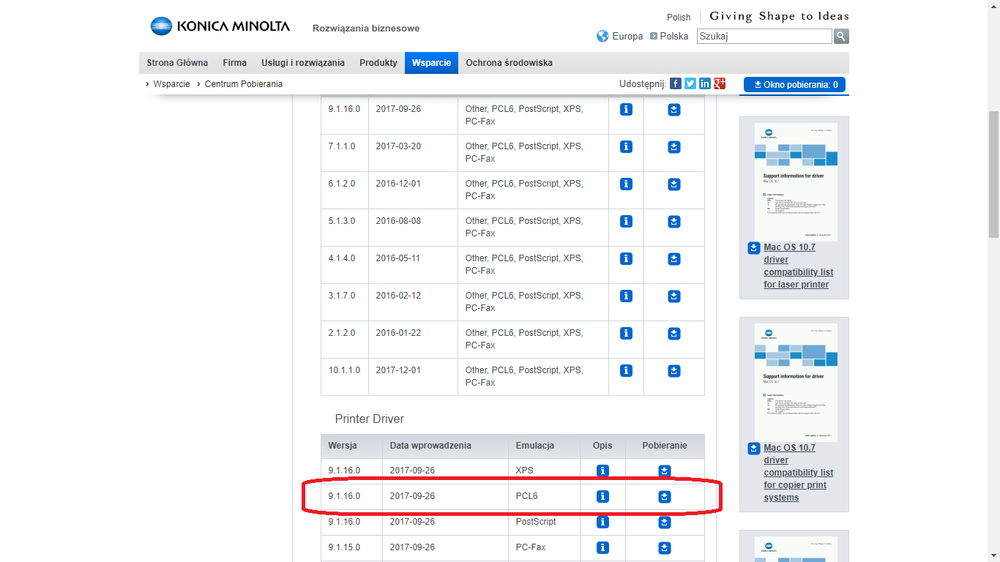 Polish
Giving Shape to Ideas
KONICA MINOLTA
Rozwiązania biznesowe
Europa
Polska
Szukaj
Strona Główna
Firma
Usługi i rozwiązania
Produkty
Wsparcie
Ochrona środowiska
Wsparcie
Centrum Pobierania
Udostępnij:
Okno pobierania: 0
9.1.16.0 2017-09-26 Other, PCL6, PostScript, XPS,
PC-Fax
7.1.1.0 2017-03-20 Other, PCL6, PostScript, XPS,
PC-Fax
6.1.2.0 2016-12-01 Other, PCL6, PostScript, XPS,
PC-Fax
5.1.3.0 2016-08-08 Other, PCL6, PostScript, XPS,
PC-Fax
4.1.4.0 2016-05-11 Other, PCL6, PostScript, XPS,
PC-Fax
3.1.7.0 2016-02-12 Other, PCL6, PostScript, XPS,
PC-Fax
2.1.2.0 2016-01-22 Other, PCL6, PostScript, XPS,
PC-Fax
10.1.1.0 2017-12-01 Other, PCL6, PostScript, XPS,
PC-Fax
Printer Driver
Wersja Data wprowadzenia Emulacja Opis Pobieranie
9.1.16.0 2017-09-26 XPS
9.1.16.0 2017-09-26 PCL6
9.1.16.0 2017-09-26 PostScript
9.1.15.0 2017-09-26 PC-Fax
Support information for driver
Mac OS 10.7
Mac OS 10.7
driver
compatibility list
for laser printer
Support information for driver
Mac OS 10.7
Mac OS 10.7
driver
compatibility list
for copier print
systems